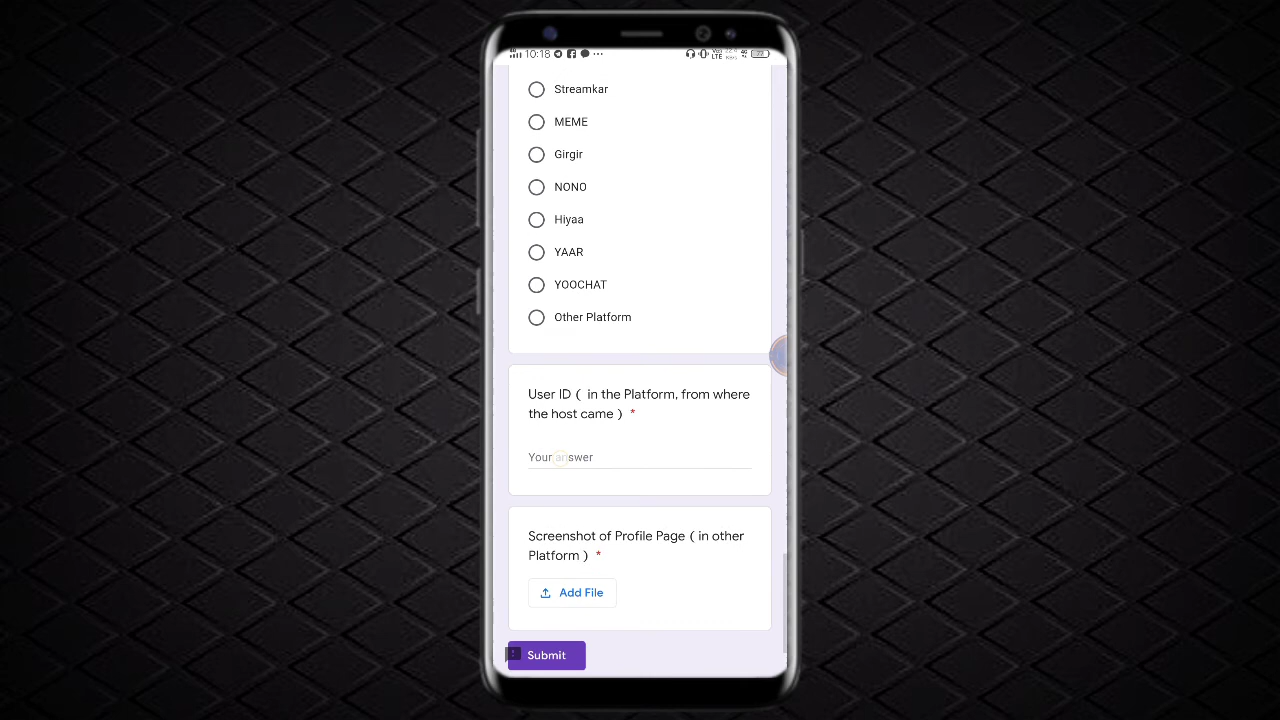 10:18
Streamkar
MEME
Girgir
NONO
Hiyaa
YAAR
YOOCHAT
Other Platform
User ID ( in the Platform, from where
the host came ) *
Your answer
Screenshot of Profile Page ( in other
Platform ) *
Add File
Submit